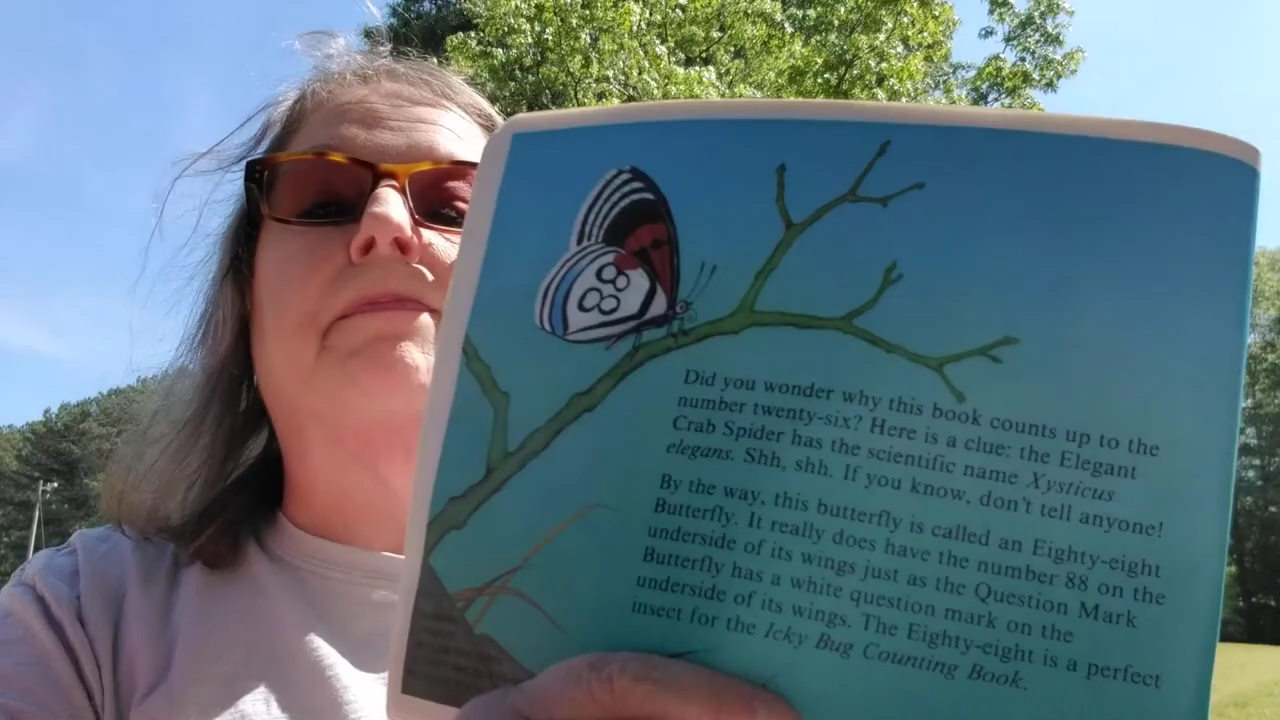 88
Did you wonder why this book counts up to the
number twenty-six? Here is a clue: the Elegant
Crab Spider has the scientific name Xysticus
elegans. Shh, shh. If you know, don't tell anyone!
By the way, this butterfly is called an Eighty-eight
Butterfly. It really does have the number 88 on the
underside of its wings just as the Question Mark
Butterfly has a white question mark on the
underside of its wings. The Eighty-eight is a perfect
insect for the Icky Bug Counting Book.